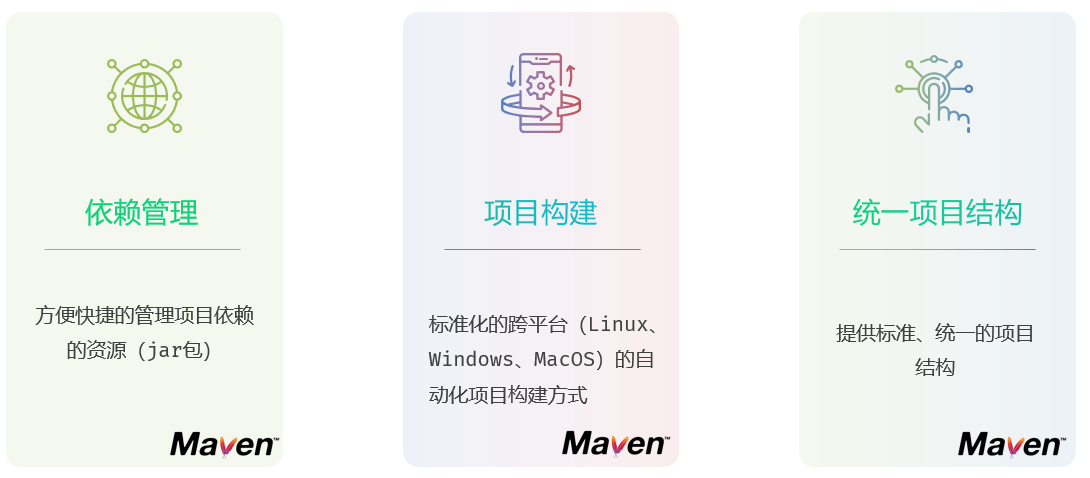 依赖管理
方便快捷的管理项目依赖
的资源（jar包）
Maven™
项目构建
标准化的跨平台（Linux、
Windows、MacOS）的自
动化项目构建方式
Maven™
统一项目结构
提供标准、统一的项目
结构
Maven™